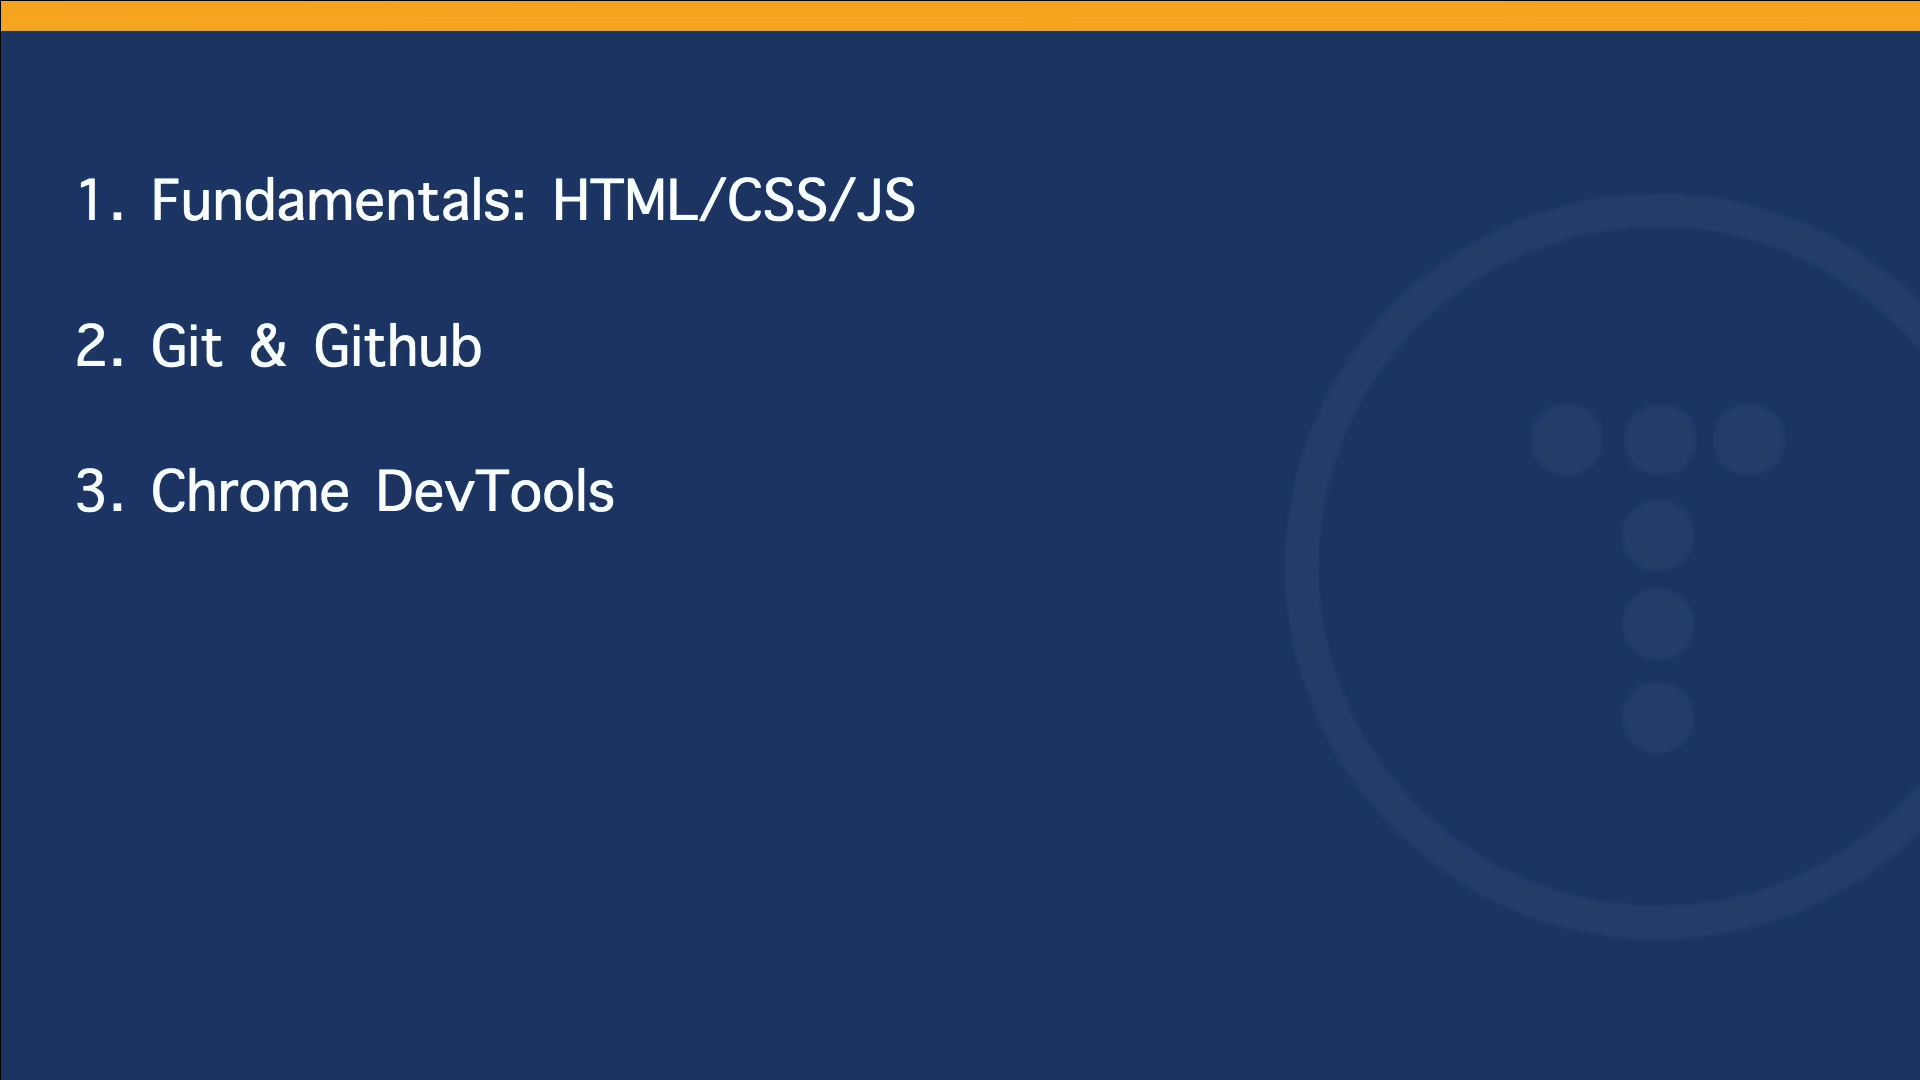 1. Fundamentals: HTML/CSS/JS
2. Git & Github
3. Chrome DevTools